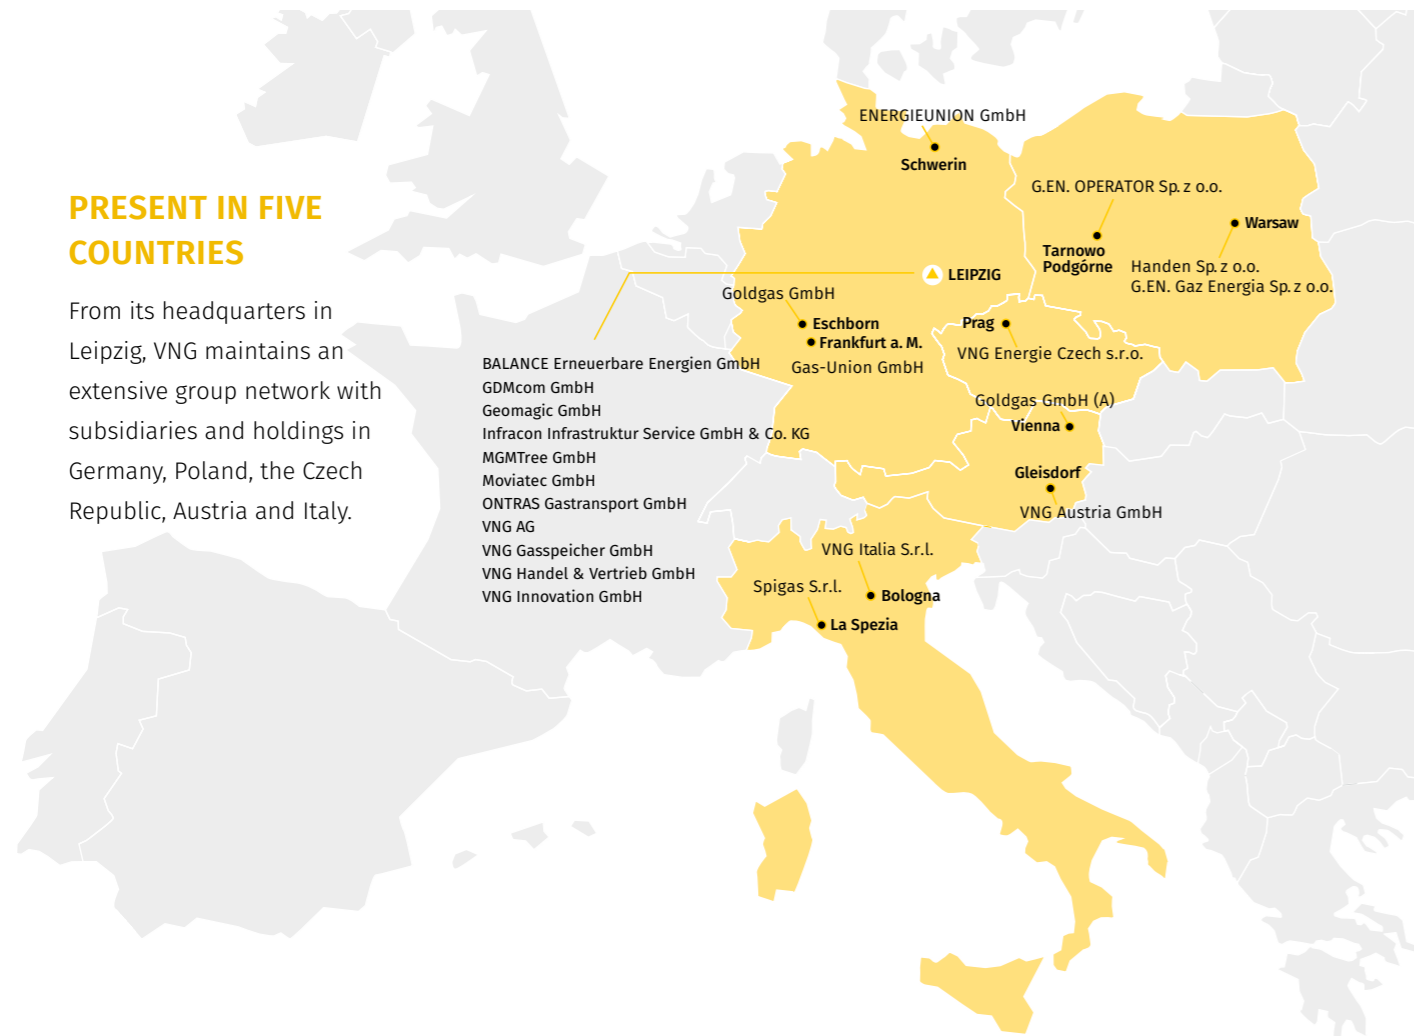 PRESENT IN FIVE
COUNTRIES
From its headquarters in
Leipzig, VNG maintains an
extensive group network with
subsidiaries and holdings in
Germany, Poland, the Czech
Republic, Austria and Italy.
ENERGIEUNION GmbH
Schwerin
G.EN. OPERATOR Sp. z o.o.
Tarnowo
Podgórne
Warsaw
Handen Sp. z o.o.
G.EN. Gaz Energia Sp. z o.o.
LEIPZIG
Goldgas GmbH
Eschborn
Frankfurt a. M.
Gas-Union GmbH
Prag
VNG Energie Czech s.r.o.
BALANCE Erneuerbare Energien GmbH
GDMcom GmbH
Geomagic GmbH
Infracon Infrastruktur Service GmbH & Co. KG
MGMTree GmbH
Moviatec GmbH
ONTRAS Gastransport GmbH
VNG AG
VNG Gasspeicher GmbH
VNG Handel & Vertrieb GmbH
VNG Innovation GmbH
Goldgas GmbH (A)
Vienna
Gleisdorf
VNG Austria GmbH
VNG Italia S.r.l.
Bologna
Spigas S.r.l.
La Spezia